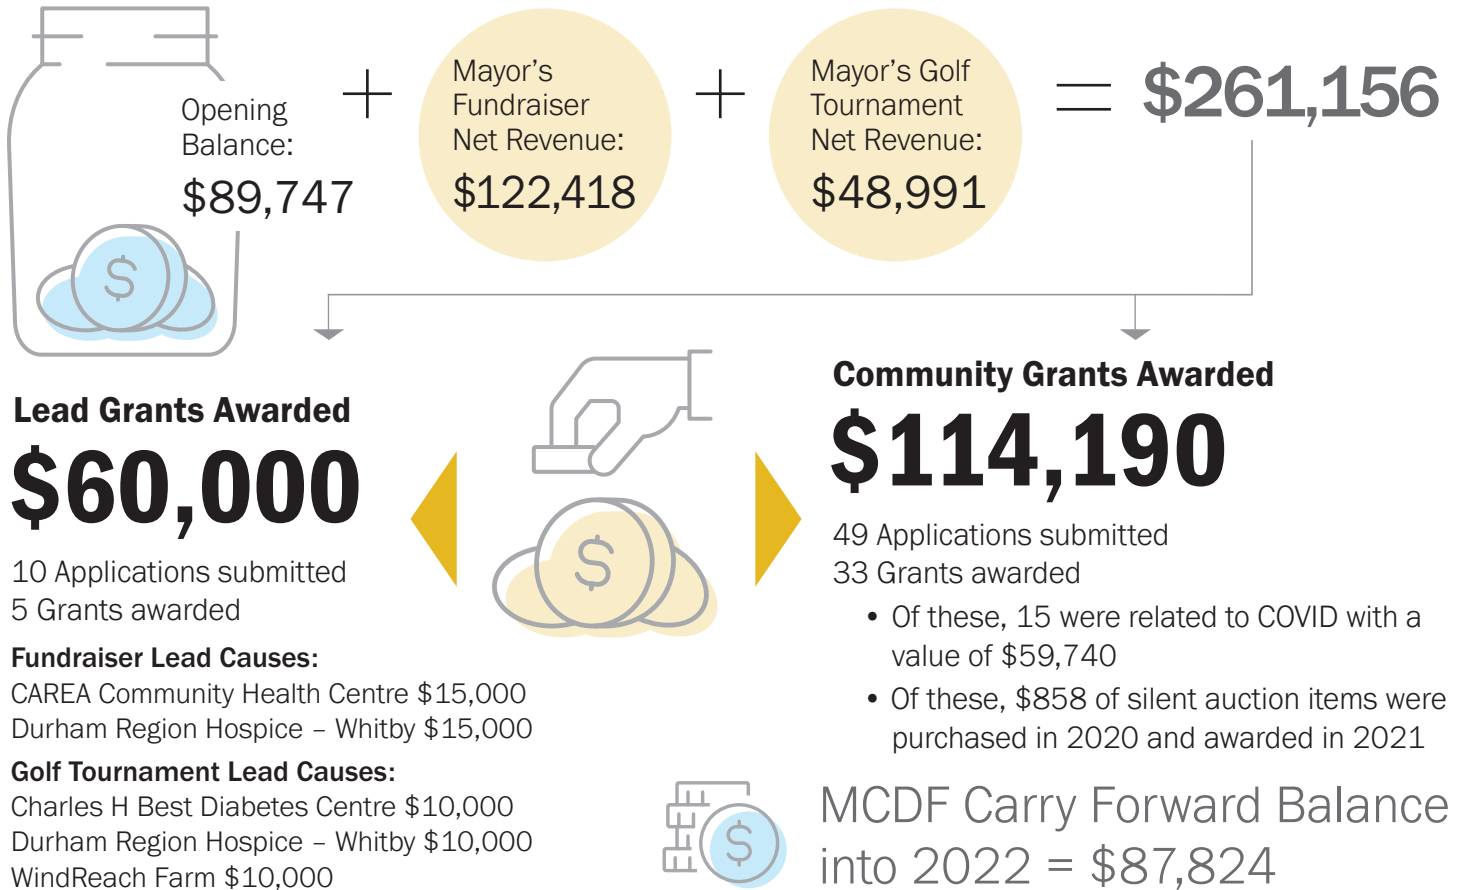 Opening
Balance:
$89,747
+
Mayor’s
Fundraiser
Net Revenue:
$122,418
+
Mayor’s Golf
Tournament
Net Revenue:
$48,991
=
$261,156
Lead Grants Awarded
$60,000
10 Applications submitted
5 Grants awarded
Fundraiser Lead Causes:
CAREA Community Health Centre $15,000
Durham Region Hospice – Whitby $15,000
Golf Tournament Lead Causes:
Charles H Best Diabetes Centre $10,000
Durham Region Hospice – Whitby $10,000
WindReach Farm $10,000
$
$
Community Grants Awarded
$114,190
49 Applications submitted
33 Grants awarded
• Of these, 15 were related to COVID with a
value of $59,740
• Of these, $858 of silent auction items were
purchased in 2020 and awarded in 2021
$
MCDF Carry Forward Balance
into 2022 = $87,824